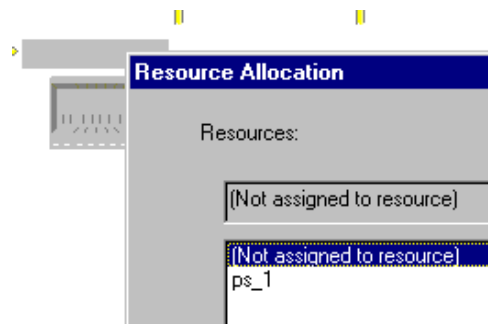 Resource Allocation
Resources:
(Not assigned to resource)
(Not assigned to resource)
ps_1